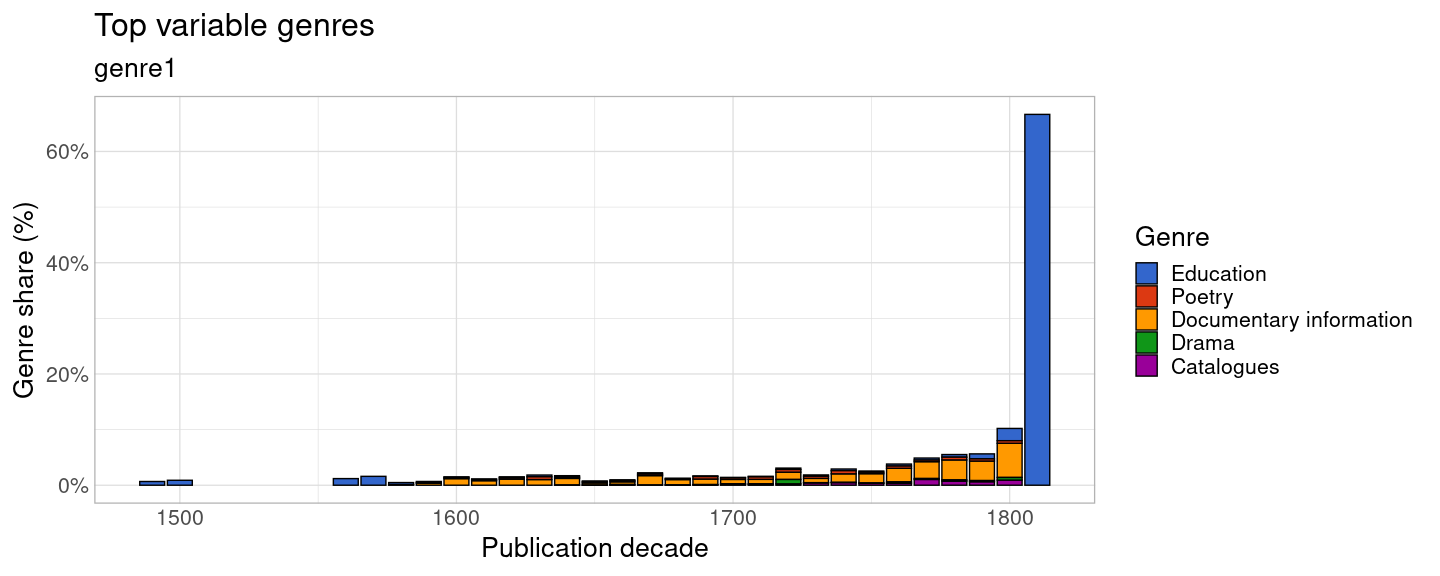 Top variable genres
genre1
Genre share (%)
60%
40%
20%
0%
1500
1600
1700
1800
Publication decade
Genre
Education
Poetry
Documentary information
Drama
Catalogues